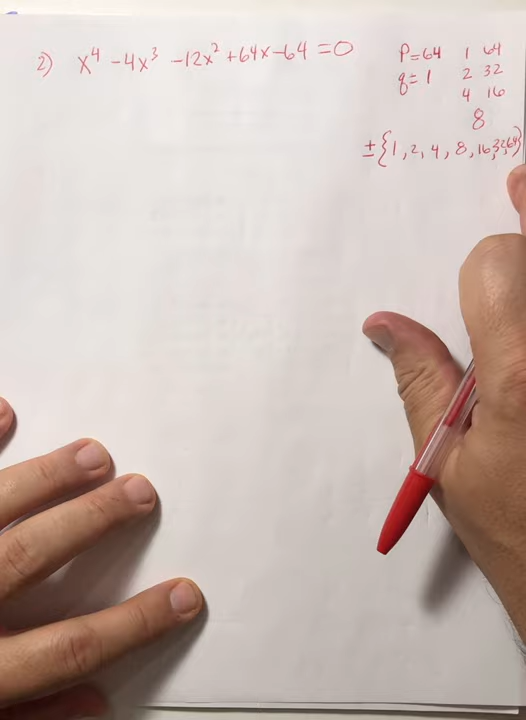 2) x⁴ - 4x³ - 12x² + 64x - 64 = 0
P = 64 1 64
q = 1 2 32
4 16
8
± {1, 2, 4, 8, 16, 32, 64}